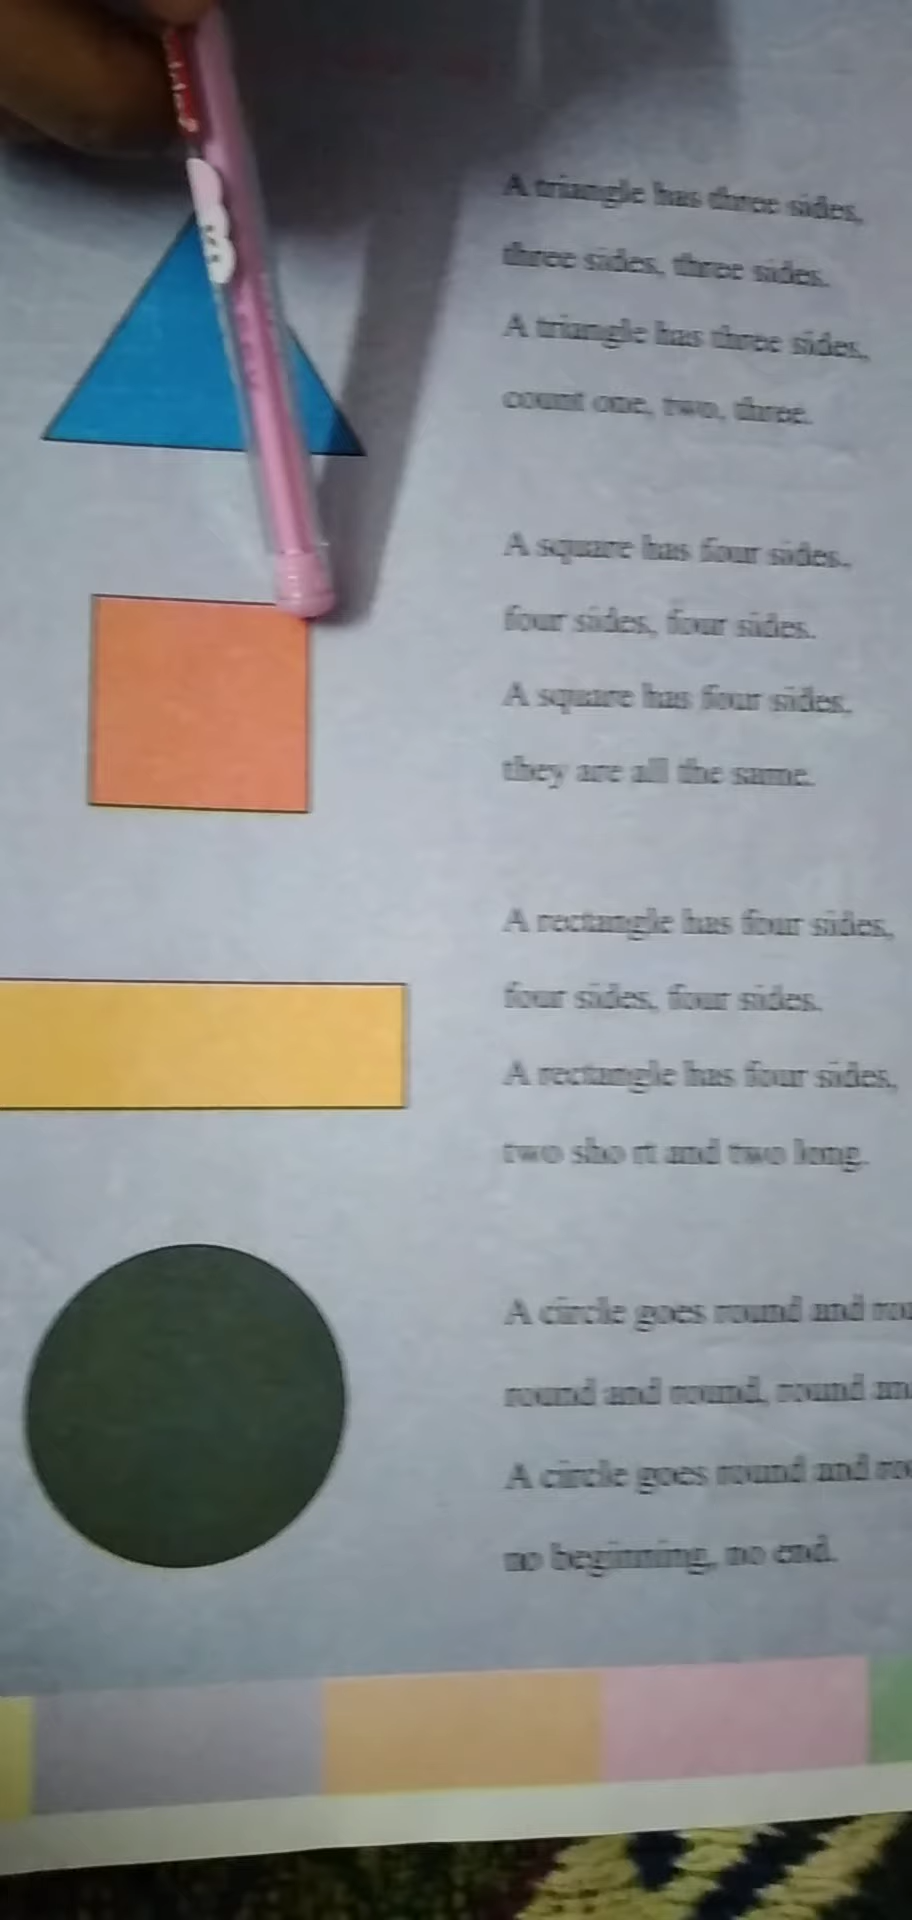 A triangle has three sides,
three sides, three sides.
A triangle has three sides,
count one, two, three.
A square has four sides,
four sides, four sides.
A square has four sides,
they are all the same.
A rectangle has four sides,
four sides, four sides.
A rectangle has four sides,
two sho rt and two long.
A circle goes round and
round and round, round
A circle goes round and
no beginning, no end.